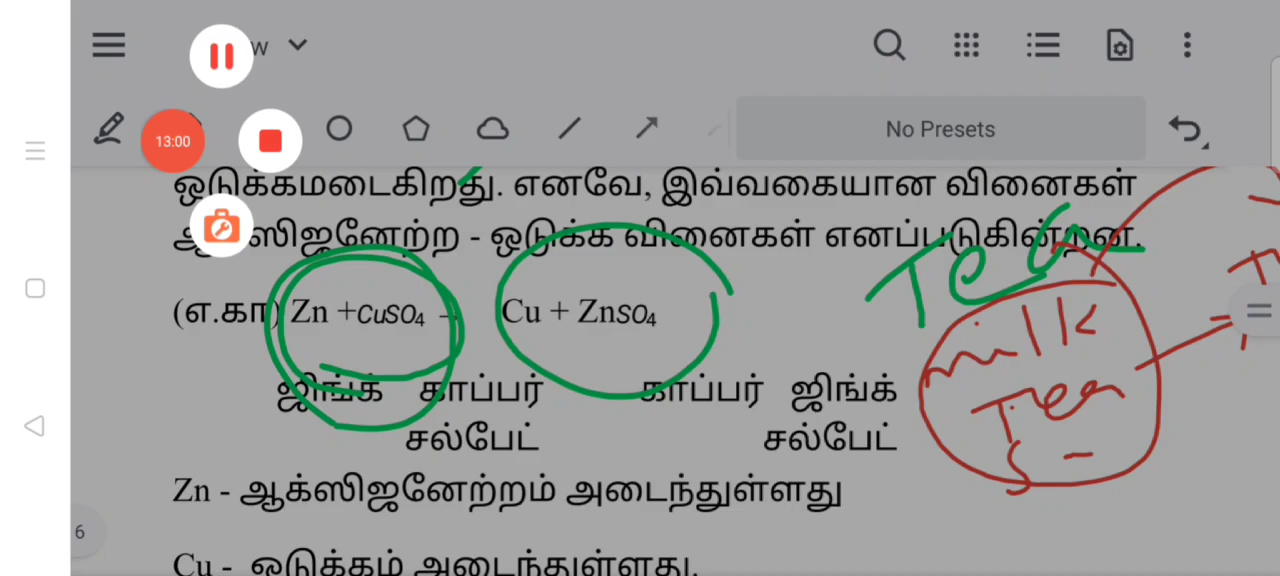 w
13:00
No Presets
ஒடுக்கமடைகிறது. எனவே, இவ்வகையான வினைகள்
ஸிஜனேற்ற - ஒடுக்க வினைகள் எனப்படுகின்றன.
(எ.கா) Zn +CuSO₄ → Cu + ZnSO₄
ஜிங்க் காப்பர் காப்பர் ஜிங்க்
சல்பேட் சல்பேட்
Zn - ஆக்ஸிஜனேற்றம் அடைந்துள்ளது
Cu - ஒடுக்கம் அடைந்துள்ளது.
6
Tea
milk
Tea
S -